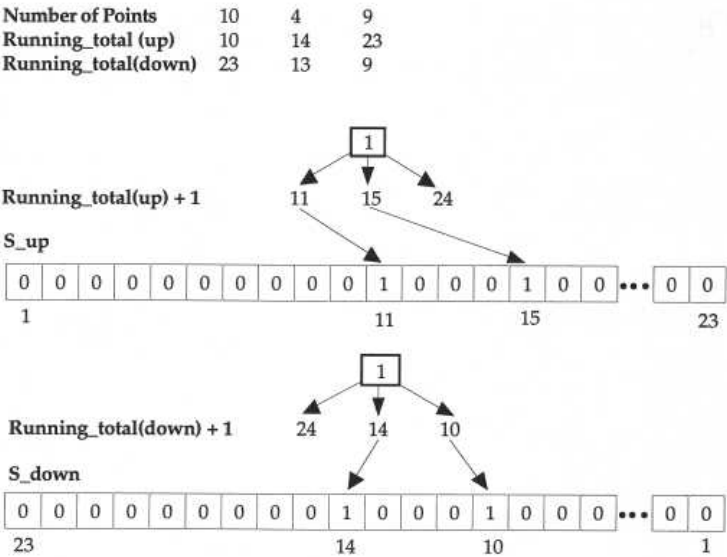 Number of Points 10 4 9
Running_total (up) 10 14 23
Running_total(down) 23 13 9
1
Running_total(up) + 1 11 15 24
S_up
0 0 0 0 0 0 0 0 0 0 1 0 0 0 1 0 0 ••• 0 0
1 11 15 23
1
Running_total(down) + 1 24 14 10
S_down
0 0 0 0 0 0 0 0 0 1 0 0 0 1 0 0 0 ••• 0 0
23 14 10 1